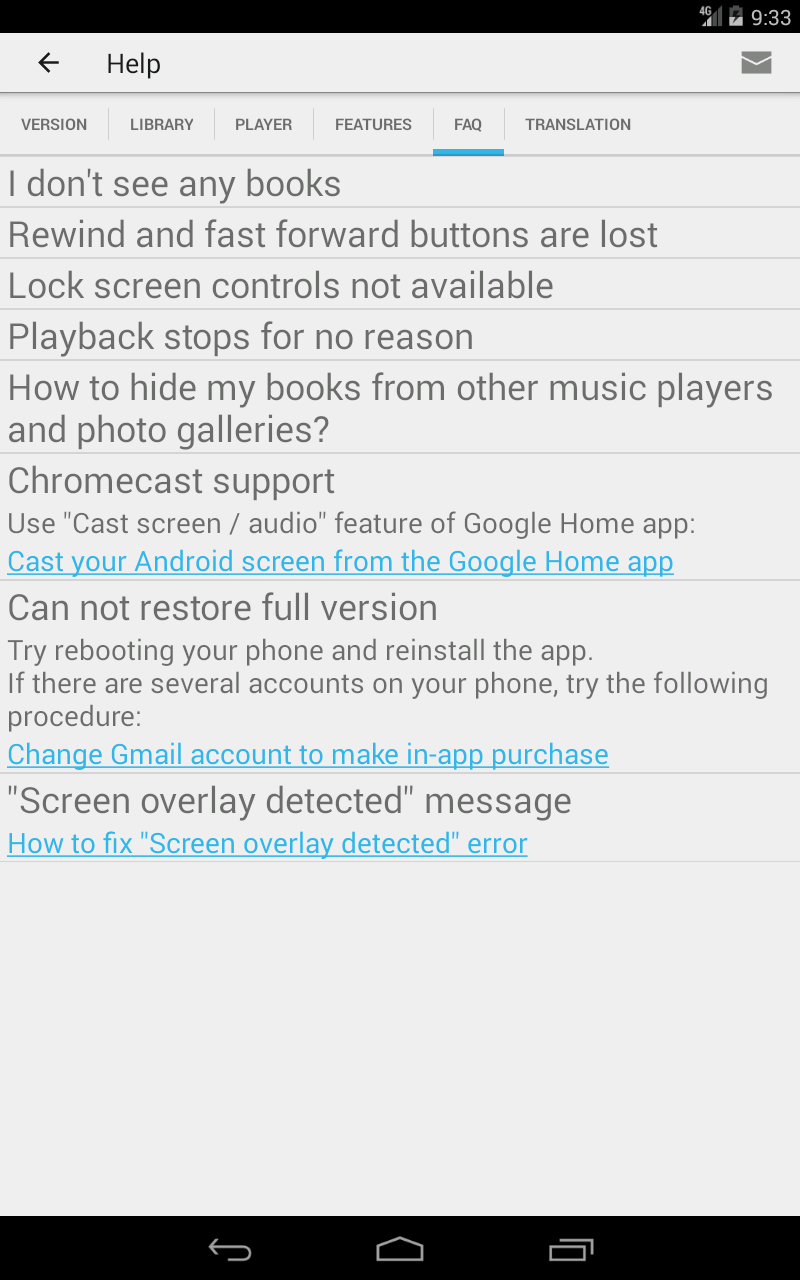 4G 9:33
Help
VERSION LIBRARY PLAYER FEATURES FAQ TRANSLATION
I don't see any books
Rewind and fast forward buttons are lost
Lock screen controls not available
Playback stops for no reason
How to hide my books from other music players
and photo galleries?
Chromecast support
Use "Cast screen / audio" feature of Google Home app:
Cast your Android screen from the Google Home app
Can not restore full version
Try rebooting your phone and reinstall the app.
If there are several accounts on your phone, try the following
procedure:
Change Gmail account to make in-app purchase
"Screen overlay detected" message
How to fix "Screen overlay detected" error